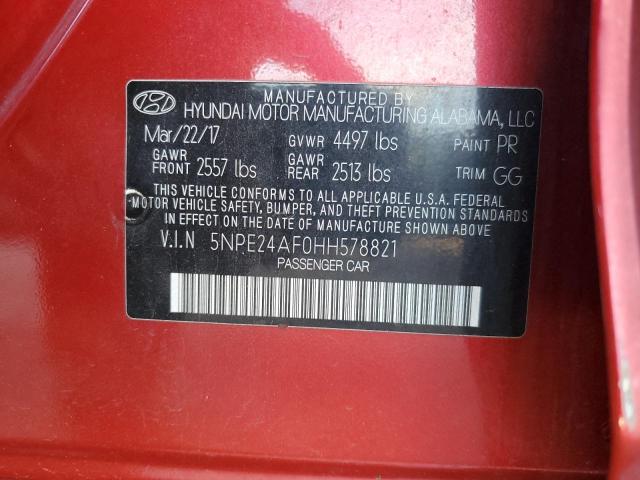 MANUFACTURED BY
HYUNDAI MOTOR MANUFACTURING ALABAMA, LLC
Mar/22/17 GVWR 4497 lbs PAINT PR
GAWR FRONT 2557 lbs GAWR REAR 2513 lbs TRIM GG
THIS VEHICLE CONFORMS TO ALL APPLICABLE U.S.A. FEDERAL
MOTOR VEHICLE SAFETY, BUMPER, AND THEFT PREVENTION STANDARDS
IN EFFECT ON THE DATE OF MANUFACTURE SHOWN ABOVE.
V.I.N 5NPE24AF0HH578821
PASSENGER CAR